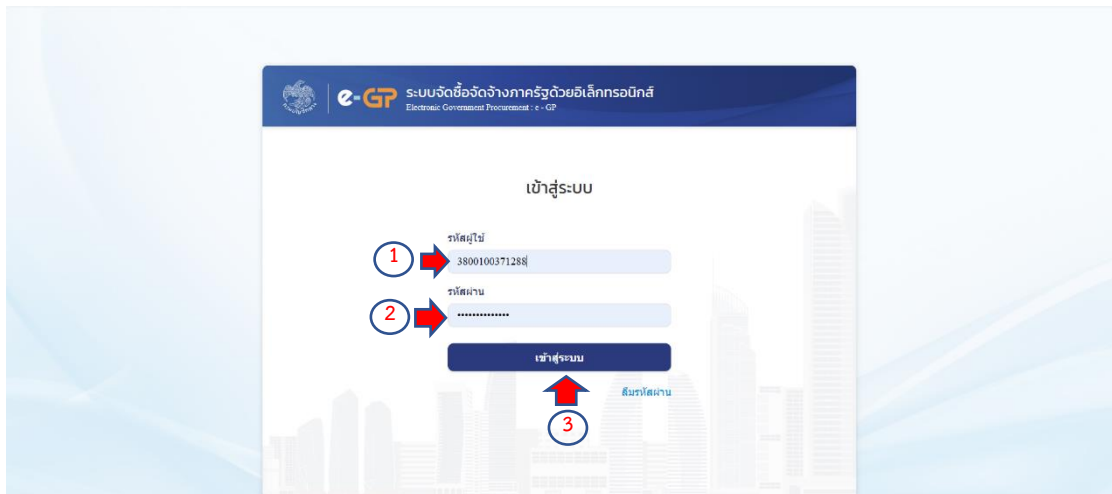 e-GP ระบบจัดซื้อจัดจ้างภาครัฐด้วยอิเล็กทรอนิกส์
Electronic Government Procurement : e - GP
เข้าสู่ระบบ
รหัสผู้ใช้
1 3800100371288
รหัสผ่าน
2 ••••••••••••••
เข้าสู่ระบบ
ลืมรหัสผ่าน
3